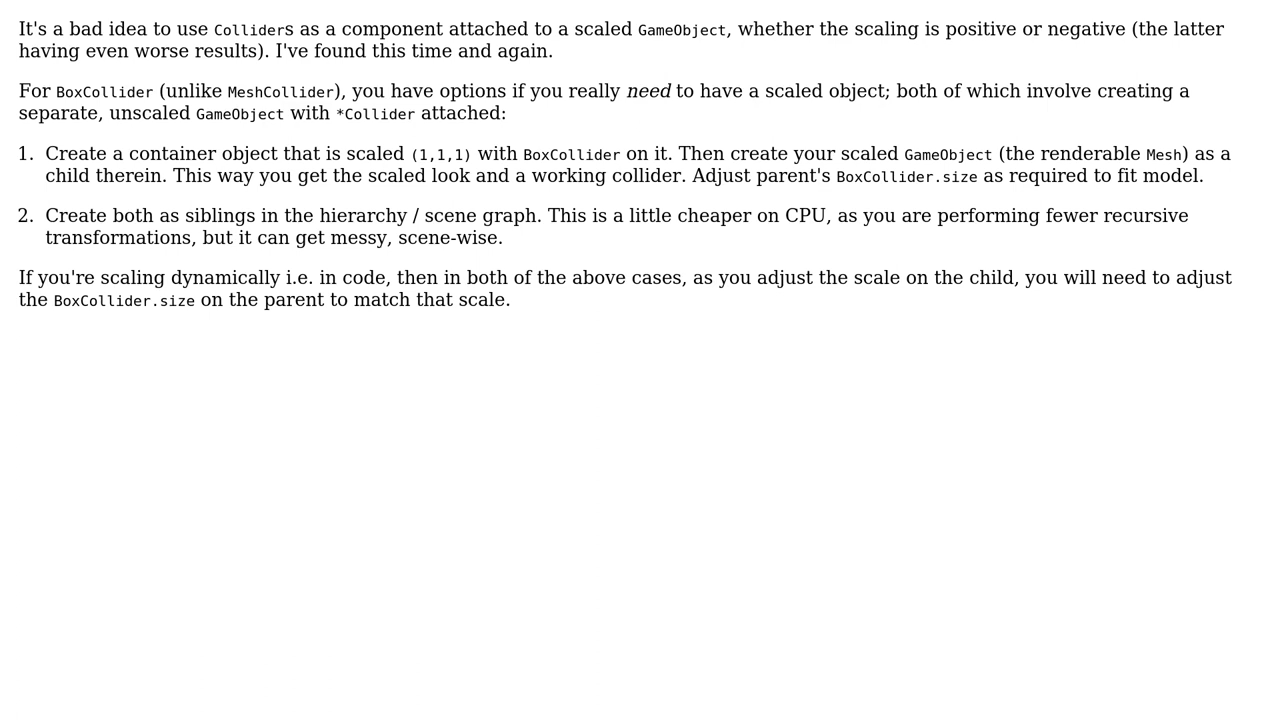 It's a bad idea to use Colliders as a component attached to a scaled GameObject, whether the scaling is positive or negative (the latter
having even worse results). I've found this time and again.
For BoxCollider (unlike MeshCollider), you have options if you really need to have a scaled object; both of which involve creating a
separate, unscaled GameObject with *Collider attached:
1. Create a container object that is scaled (1,1,1) with BoxCollider on it. Then create your scaled GameObject (the renderable Mesh) as a
child therein. This way you get the scaled look and a working collider. Adjust parent's BoxCollider.size as required to fit model.
2. Create both as siblings in the hierarchy / scene graph. This is a little cheaper on CPU, as you are performing fewer recursive
transformations, but it can get messy, scene-wise.
If you're scaling dynamically i.e. in code, then in both of the above cases, as you adjust the scale on the child, you will need to adjust
the BoxCollider.size on the parent to match that scale.